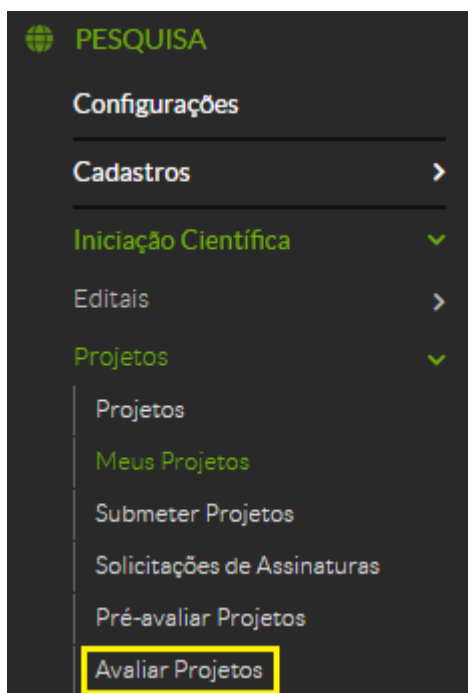 PESQUISA
Configurações
Cadastros
Iniciação Científica
Editais
Projetos
Projetos
Meus Projetos
Submeter Projetos
Solicitações de Assinaturas
Pré-avaliar Projetos
Avaliar Projetos